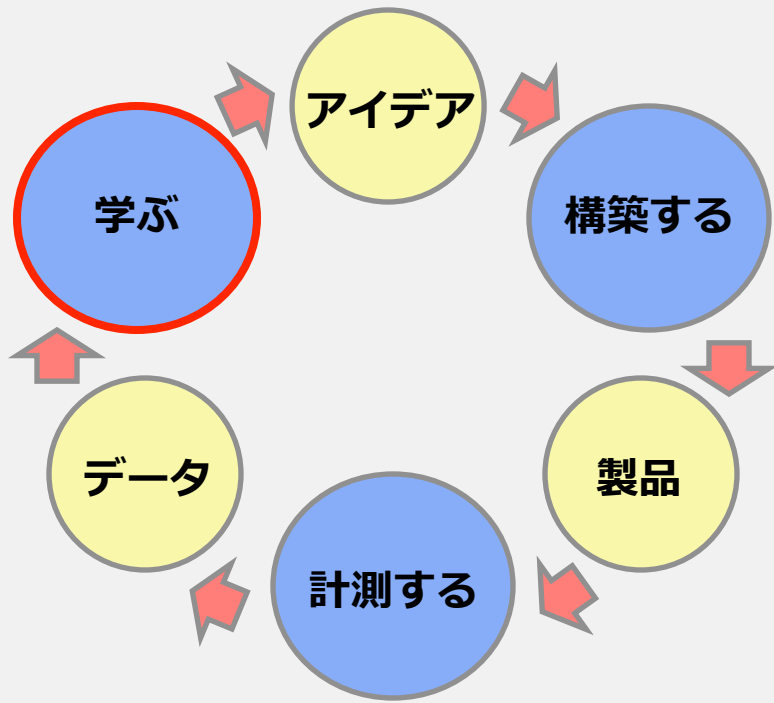 アイデア
構築する
製品
計測する
データ
学ぶ